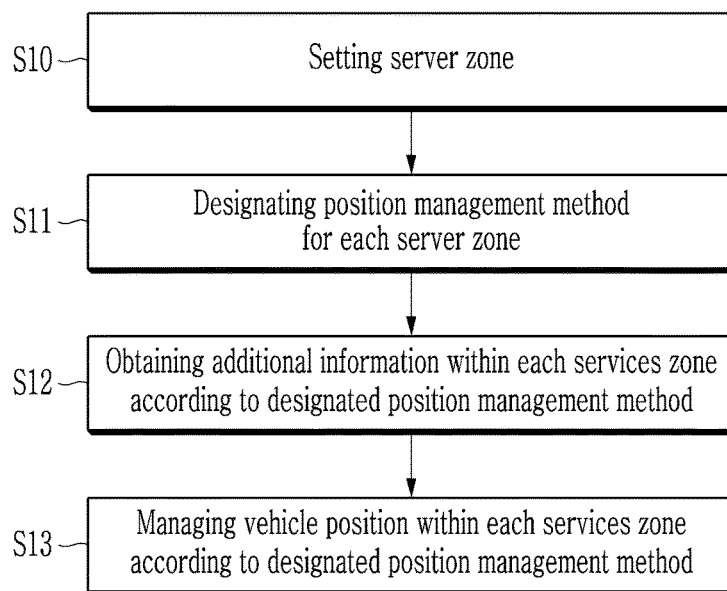 S10
Setting server zone
S11
Designating position management method
for each server zone
S12
Obtaining additional information within each services zone
according to designated position management method
S13
Managing vehicle position within each services zone
according to designated position management method